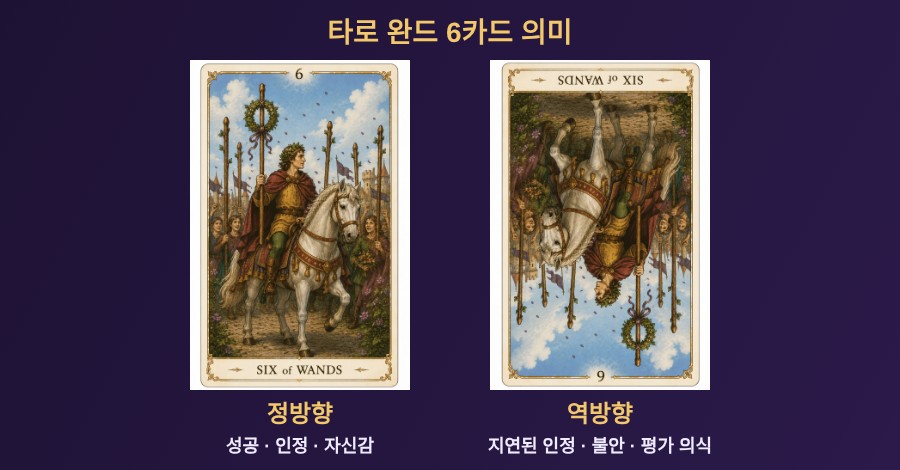 타로 완드 6카드 의미
6
SIX of WANDS
정방향
성공 · 인정 · 자신감
SIX of WANDS
6
역방향
지연된 인정 · 불안 · 평가 의식